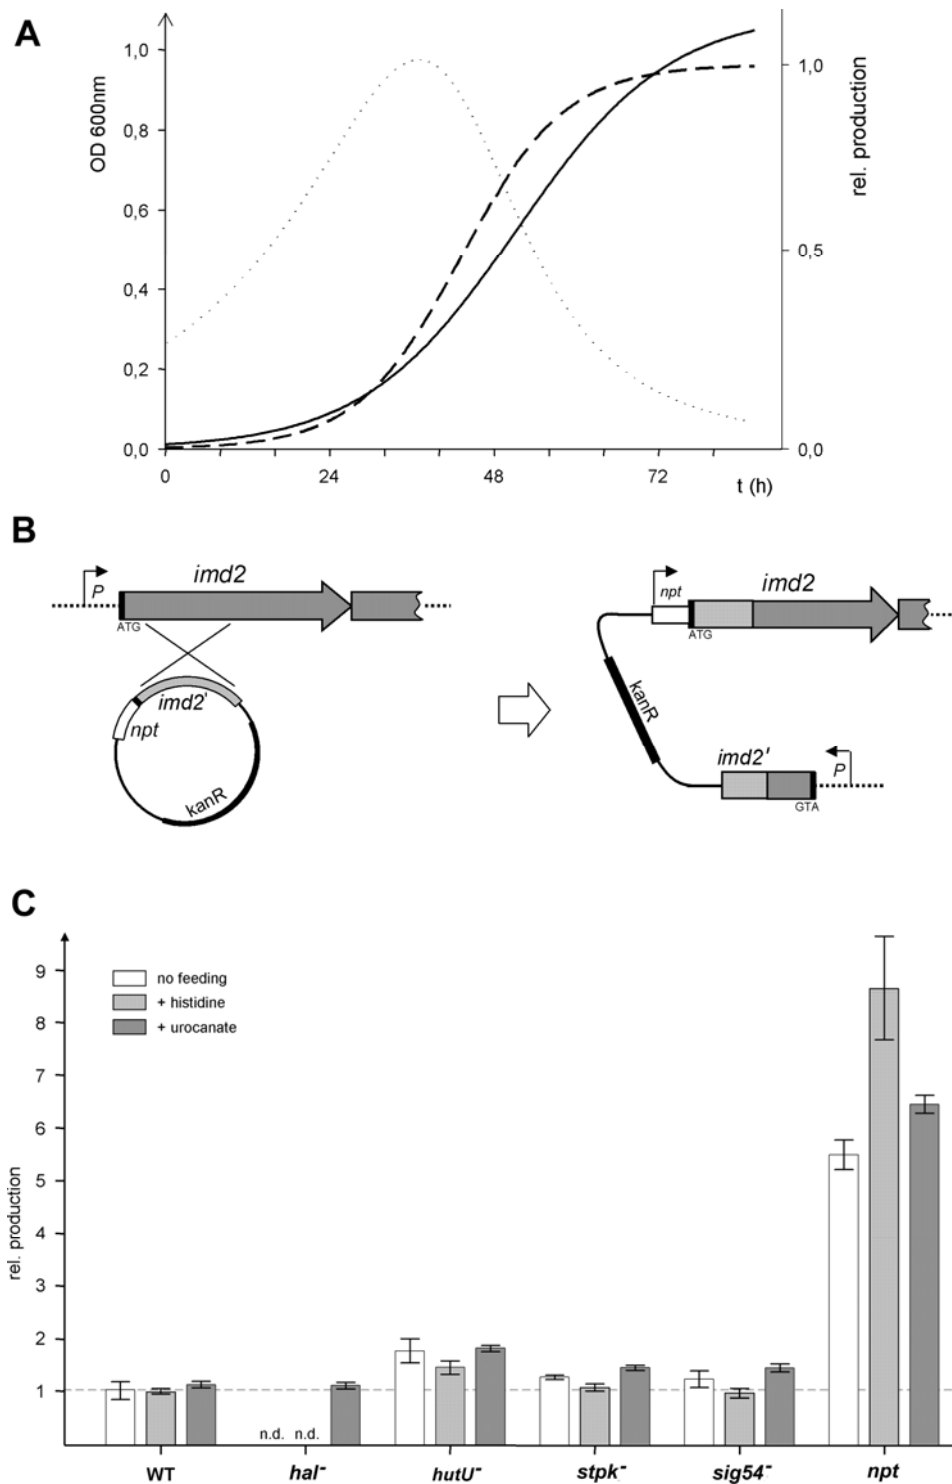 A
OD 600nm
rel. production
1,0
0,8
0,6
0,4
0,2
0,0
1,0
0,5
0,0
0
24
48
72
t (h)
B
P
imd2
ATG
imd2'
npt
kanR
npt
imd2
ATG
kanR
imd2'
P
GTA
C
rel. production
9
8
7
6
5
4
3
2
1
no feeding
+ histidine
+ urocanate
n.d. n.d.
WT
hal-
hutU-
stpk-
sig54-
npt